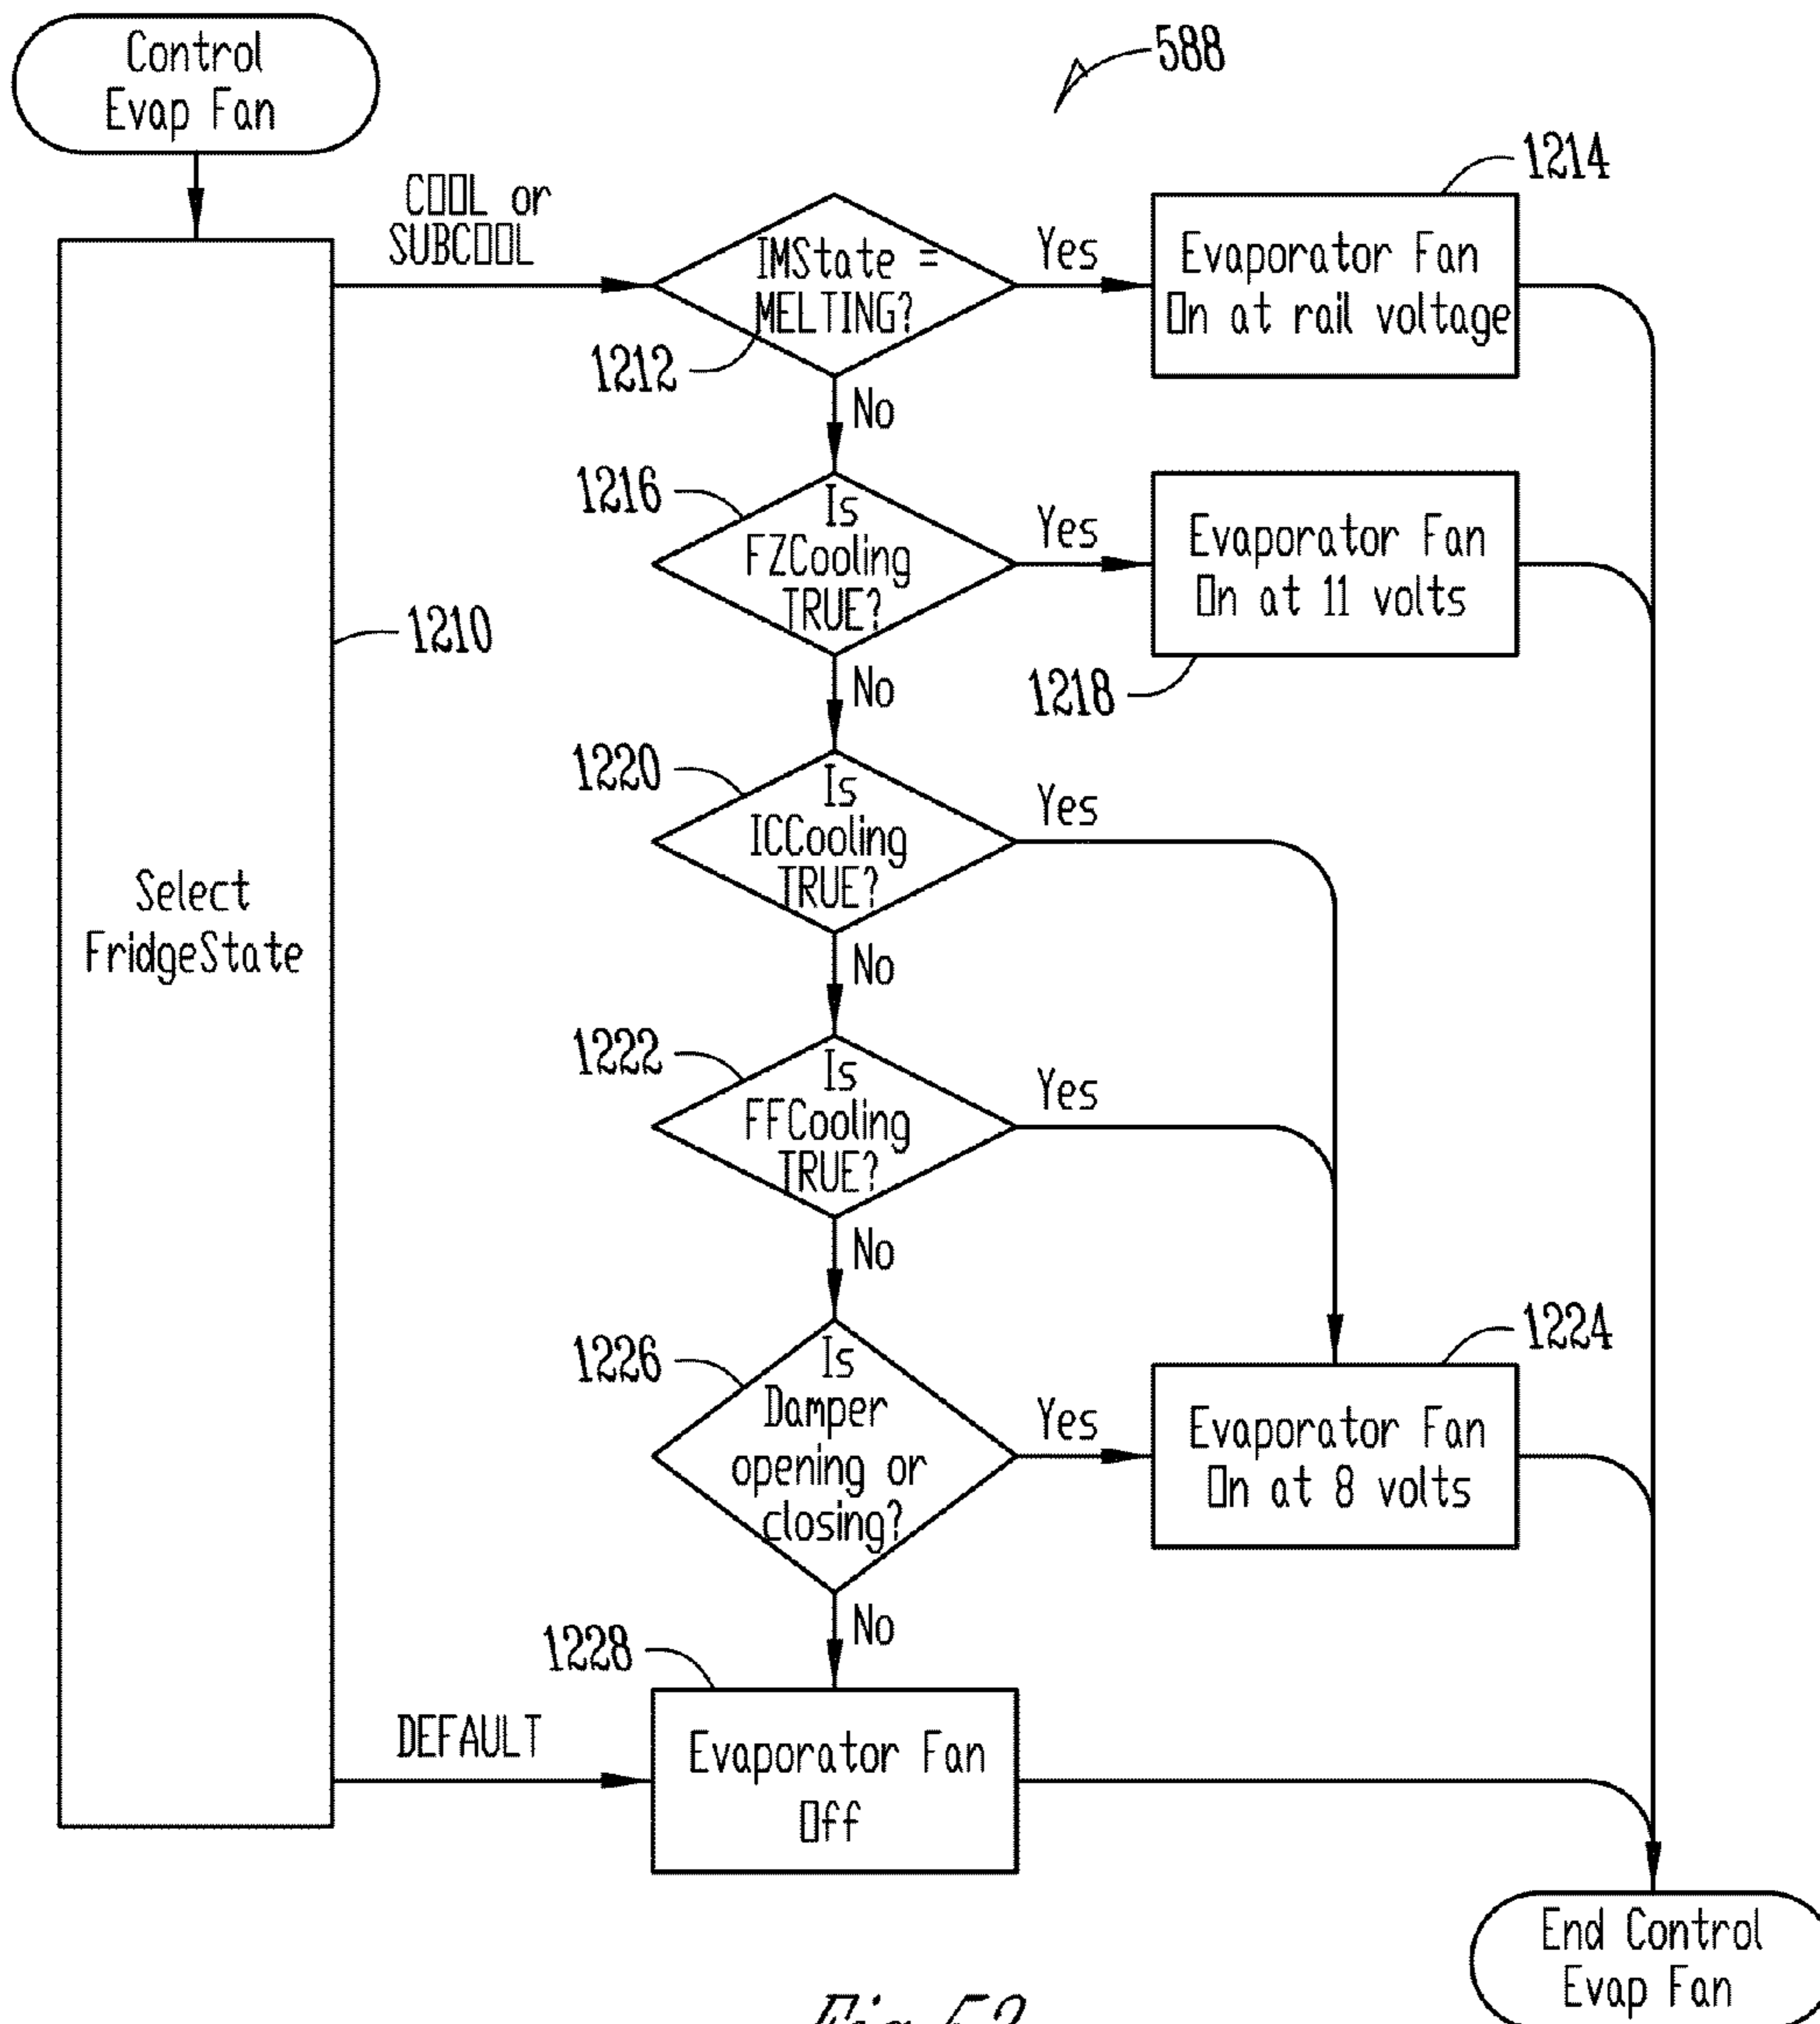 Control
Evap Fan
588
COOL or
SUBCOOL
IMState =
MELTING?
1212
Yes
1214
Evaporator Fan
On at rail voltage
No
1216
Is
FZCooling
TRUE?
Yes
Evaporator Fan
On at 11 volts
1218
1210
No
1220
Is
ICCooling
TRUE?
Yes
Select
FridgeState
No
1222
Is
FFCooling
TRUE?
Yes
No
1226
Is
Damper
opening or
closing?
Yes
1224
Evaporator Fan
On at 8 volts
No
1228
DEFAULT
Evaporator Fan
Off
End Control
Evap Fan